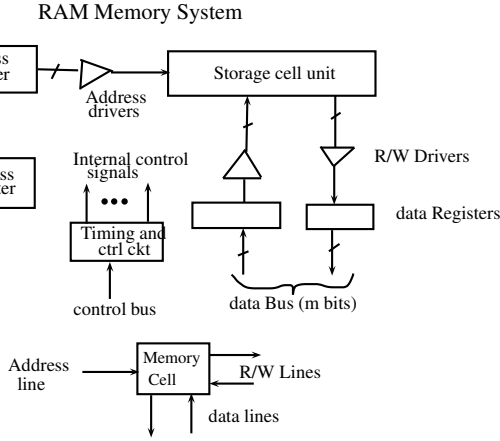 RAM Memory System
Storage cell unit
Address
drivers
R/W Drivers
Internal control
signals
data Registers
Timing and
ctrl ckt
control bus
data Bus (m bits)
Address
line
Memory
Cell
R/W Lines
data lines